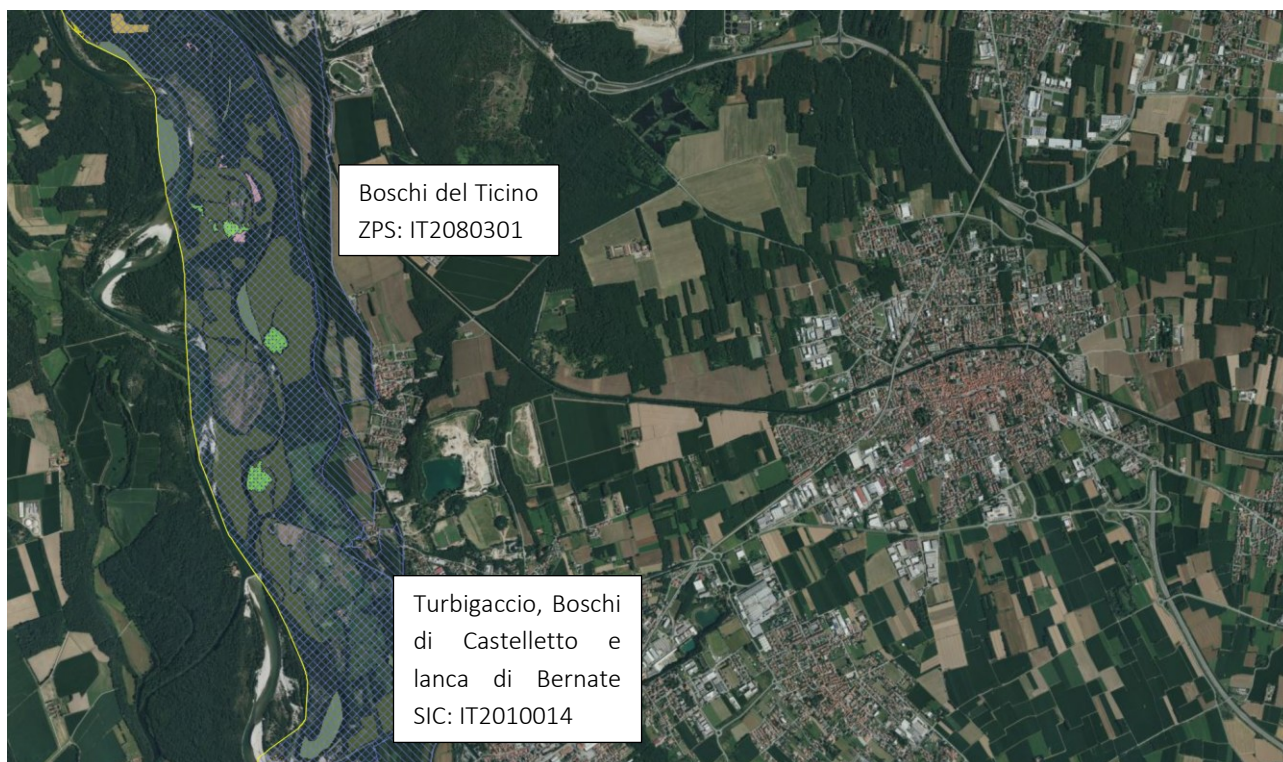 Boschi del Ticino
ZPS: IT2080301
Turbigaccio, Boschi
di Castelletto e
lanca di Bernate
SIC: IT2010014